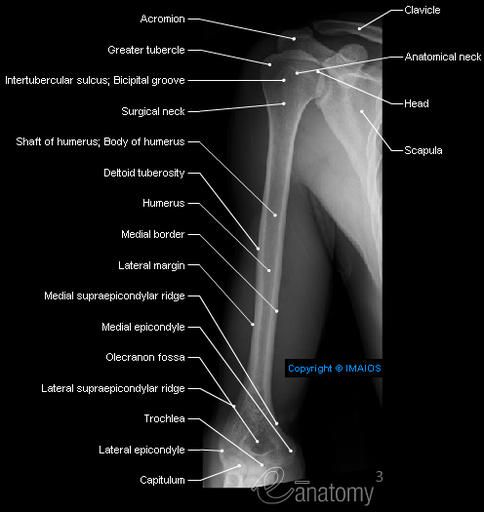 Acromion
Clavicle
Greater tubercle
Anatomical neck
Intertubercular sulcus; Bicipital groove
Head
Surgical neck
Shaft of humerus; Body of humerus
Scapula
Deltoid tuberosity
Humerus
Medial border
Lateral margin
Medial supraepicondylar ridge
Medial epicondyle
Olecranon fossa
Copyright © IMAIOS
Lateral supraepicondylar ridge
Trochlea
Lateral epicondyle
Capitulum
e-anatomy 3